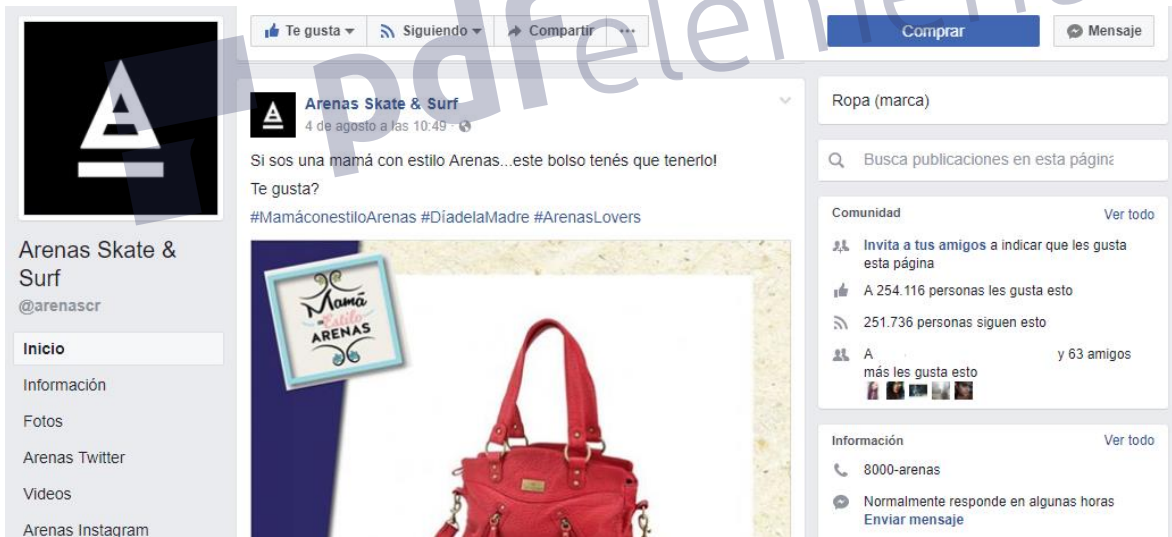 pdfelement
Te gusta
Siguiendo
Compartir
Comprar
Mensaje
Arenas Skate &
Surf
@arenascr
Inicio
Información
Fotos
Arenas Twitter
Videos
Arenas Instagram
Arenas Skate & Surf
4 de agosto a las 10:49
Si sos una mamá con estilo Arenas...este bolso tenés que tenerlo!
Te gusta?
#MamáconestiloArenas #DíadelaMadre #ArenasLovers
Mamá
Estilo
ARENAS
Ropa (marca)
Busca publicaciones en esta página
Comunidad
Ver todo
Invita a tus amigos a indicar que les gusta
esta página
A 254.116 personas les gusta esto
251.736 personas siguen esto
A y 63 amigos
más les gusta esto
Información
Ver todo
8000-arenas
Normalmente responde en algunas horas
Enviar mensaje